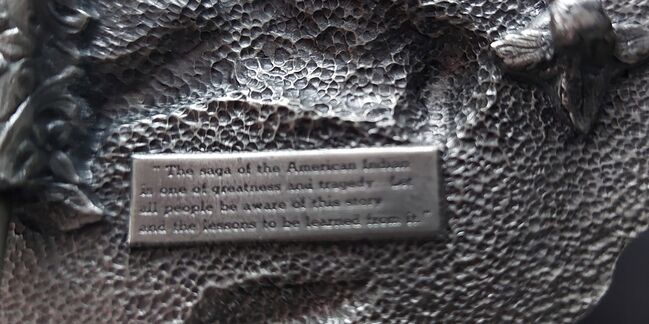 " The saga of the American Indian
is one of greatness and tragedy Let
all people be aware of this story
and the lessons to be learned from it."